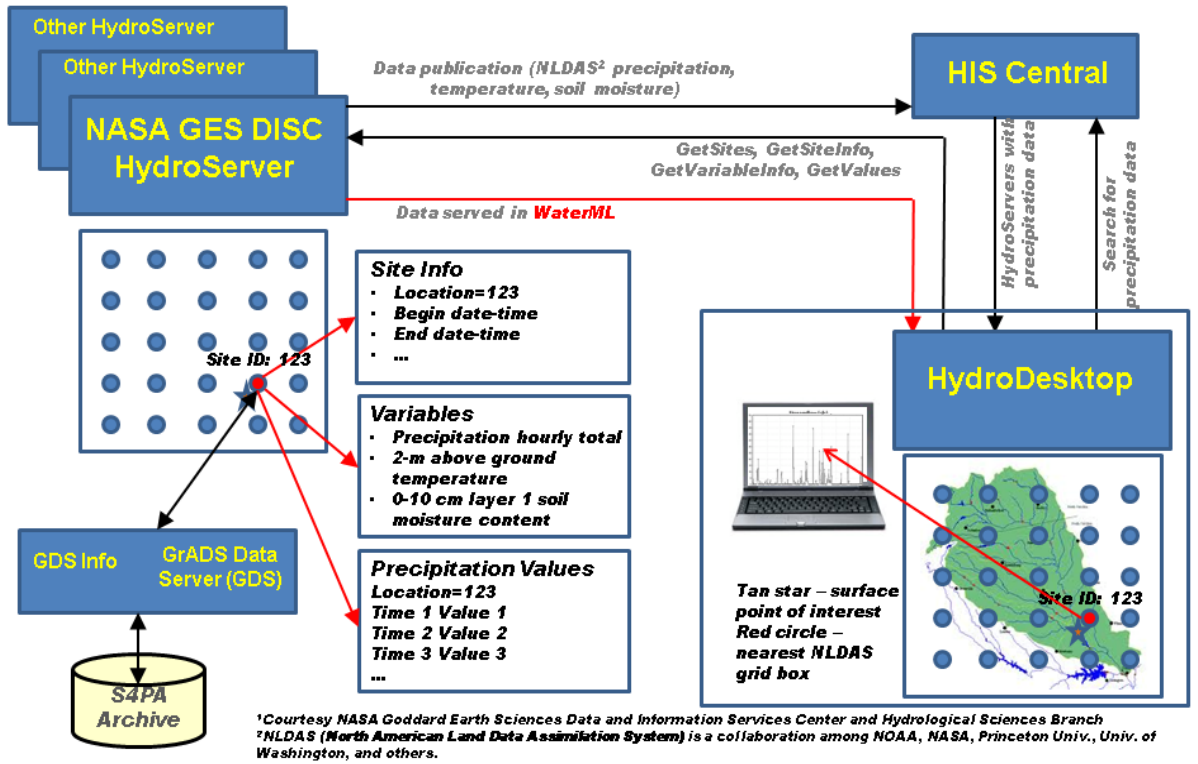 Other HydroServer
Other HydroServer
NASA GES DISC
HydroServer
Data publication (NLDAS² precipitation,
temperature, soil moisture)
HIS Central
GetSites, GetSiteInfo,
GetVariableInfo, GetValues
Data served in WaterML
HydroServers with
precipitation data
Search for
precipitation data
Site ID: 123
Site Info
· Location=123
· Begin date-time
· End date-time
· ...
Variables
· Precipitation hourly total
· 2-m above ground
temperature
· 0-10 cm layer 1 soil
moisture content
Precipitation Values
Location=123
Time 1 Value 1
Time 2 Value 2
Time 3 Value 3
...
GDS Info
GrADS Data
Server (GDS)
S4PA
Archive
HydroDesktop
Tan star – surface
point of interest
Red circle –
nearest NLDAS
grid box
Site ID: 123
¹Courtesy NASA Goddard Earth Sciences Data and Information Services Center and Hydrological Sciences Branch
²NLDAS (North American Land Data Assimilation System) is a collaboration among NOAA, NASA, Princeton Univ., Univ. of
Washington, and others.